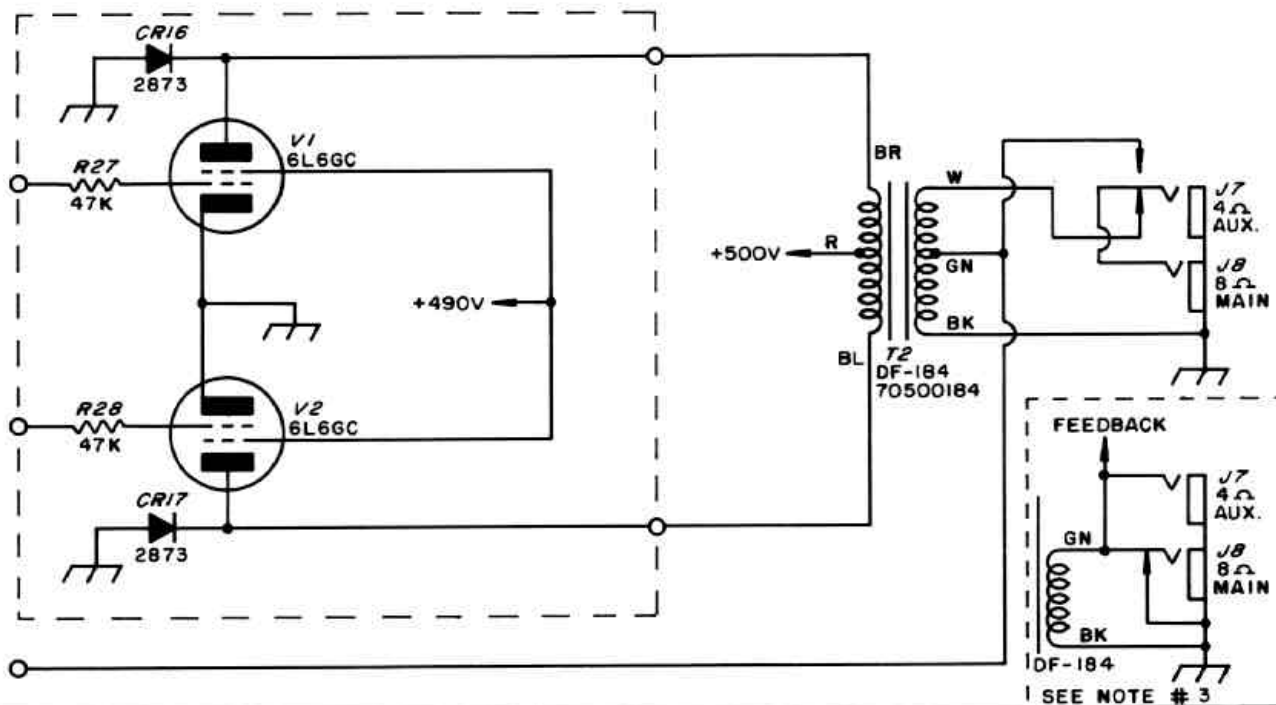 CR16
2873
V1
6L6GC
R27
47K
+490V
R28
47K
V2
6L6GC
CR17
2873
BR
W
+500V
R
GN
BL
BK
T2
DF-184
70500184
J7
4Ω
AUX.
J8
8Ω
MAIN
FEEDBACK
J7
4Ω
AUX.
GN
J8
8Ω
MAIN
BK
DF-184
SEE NOTE # 3